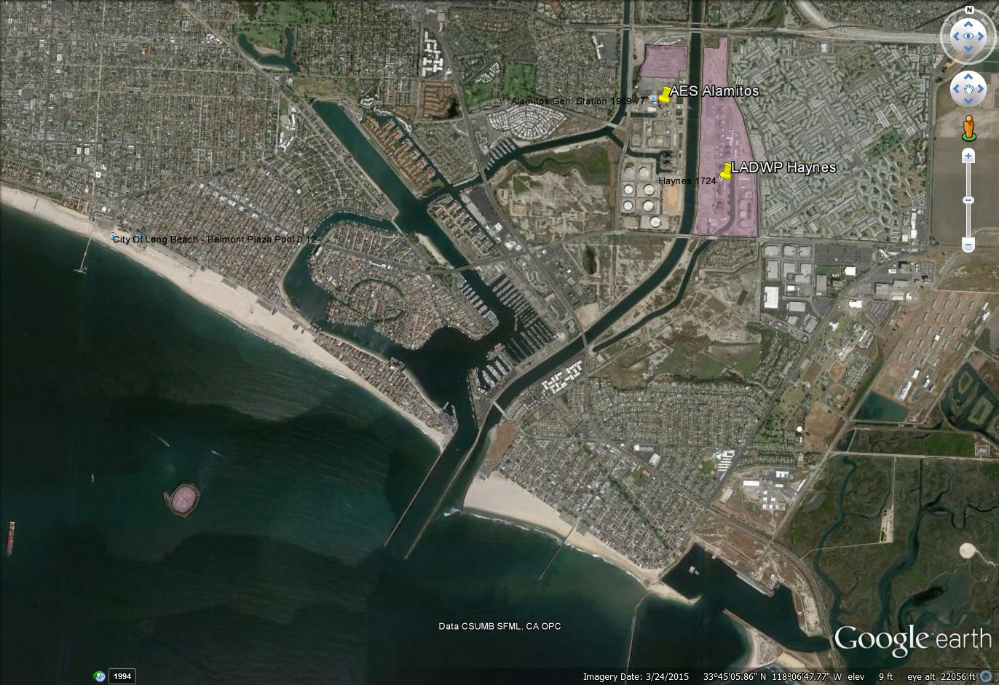 N
AES Alamitos
Alamitos Gen. Station 1969.77
LADWP Haynes
Haynes 1724
City Of Long Beach - Belmont Plaza Pool 0.12
Data CSUMB SFML, CA OPC
Google earth
1994
Imagery Date: 3/24/2015 33°45'05.86" N 118°06'47.77" W elev 9 ft eye alt 22056 ft